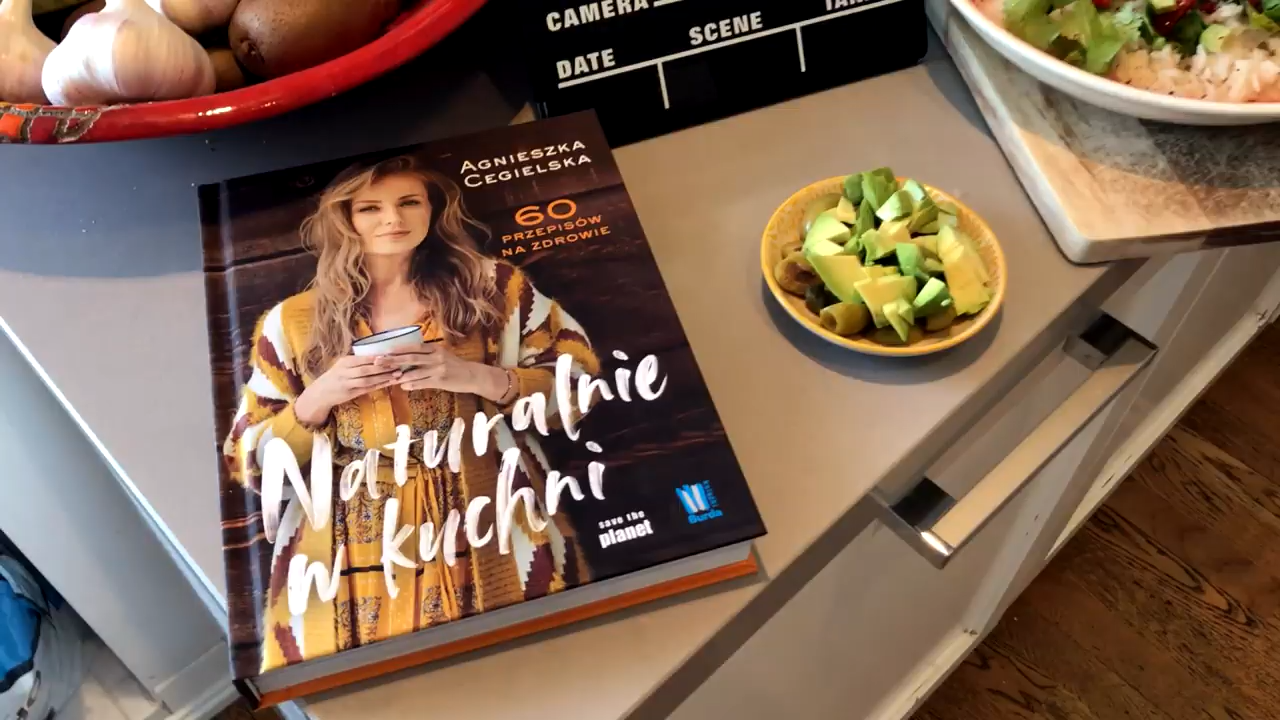 CAMERA
DATE
SCENE
AGNIESZKA
CEGIELSKA
60
PRZEPISÓW
NA ZDROWIE
Naturalnie
w kuchni
save the
planet
Burda